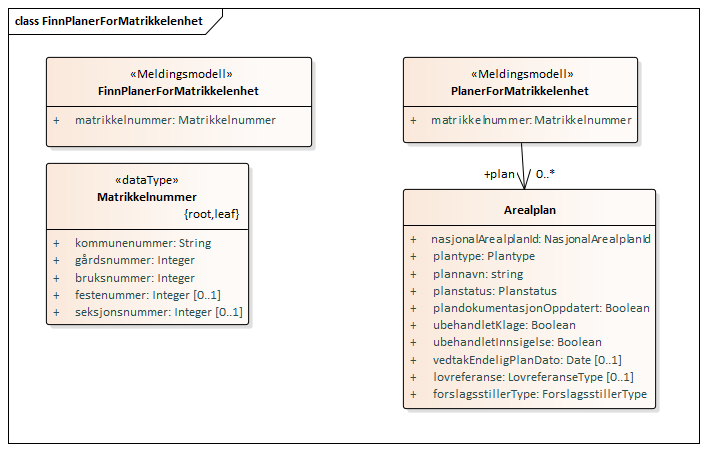 class FinnPlanerForMatrikkelenhet
«Meldingsmodell»
FinnPlanerForMatrikkelenhet
+ matrikkelnummer: Matrikkelnummer
«Meldingsmodell»
PlanerForMatrikkelenhet
+ matrikkelnummer: Matrikkelnummer
+plan 0..*
«dataType»
Matrikkelnummer
{root,leaf}
+ kommunenummer: String
+ gårdsnummer: Integer
+ bruksnummer: Integer
+ festenummer: Integer [0..1]
+ seksjonsnummer: Integer [0..1]
Arealplan
+ nasjonalArealplanId: NasjonalArealplanId
+ plantype: Plantype
+ plannavn: string
+ planstatus: Planstatus
+ plandokumentasjonOppdatert: Boolean
+ ubehandletKlage: Boolean
+ ubehandletInnsigelse: Boolean
+ vedtakEndeligPlanDato: Date [0..1]
+ lovreferanse: LovreferanseType [0..1]
+ forslagsstillerType: ForslagsstillerType